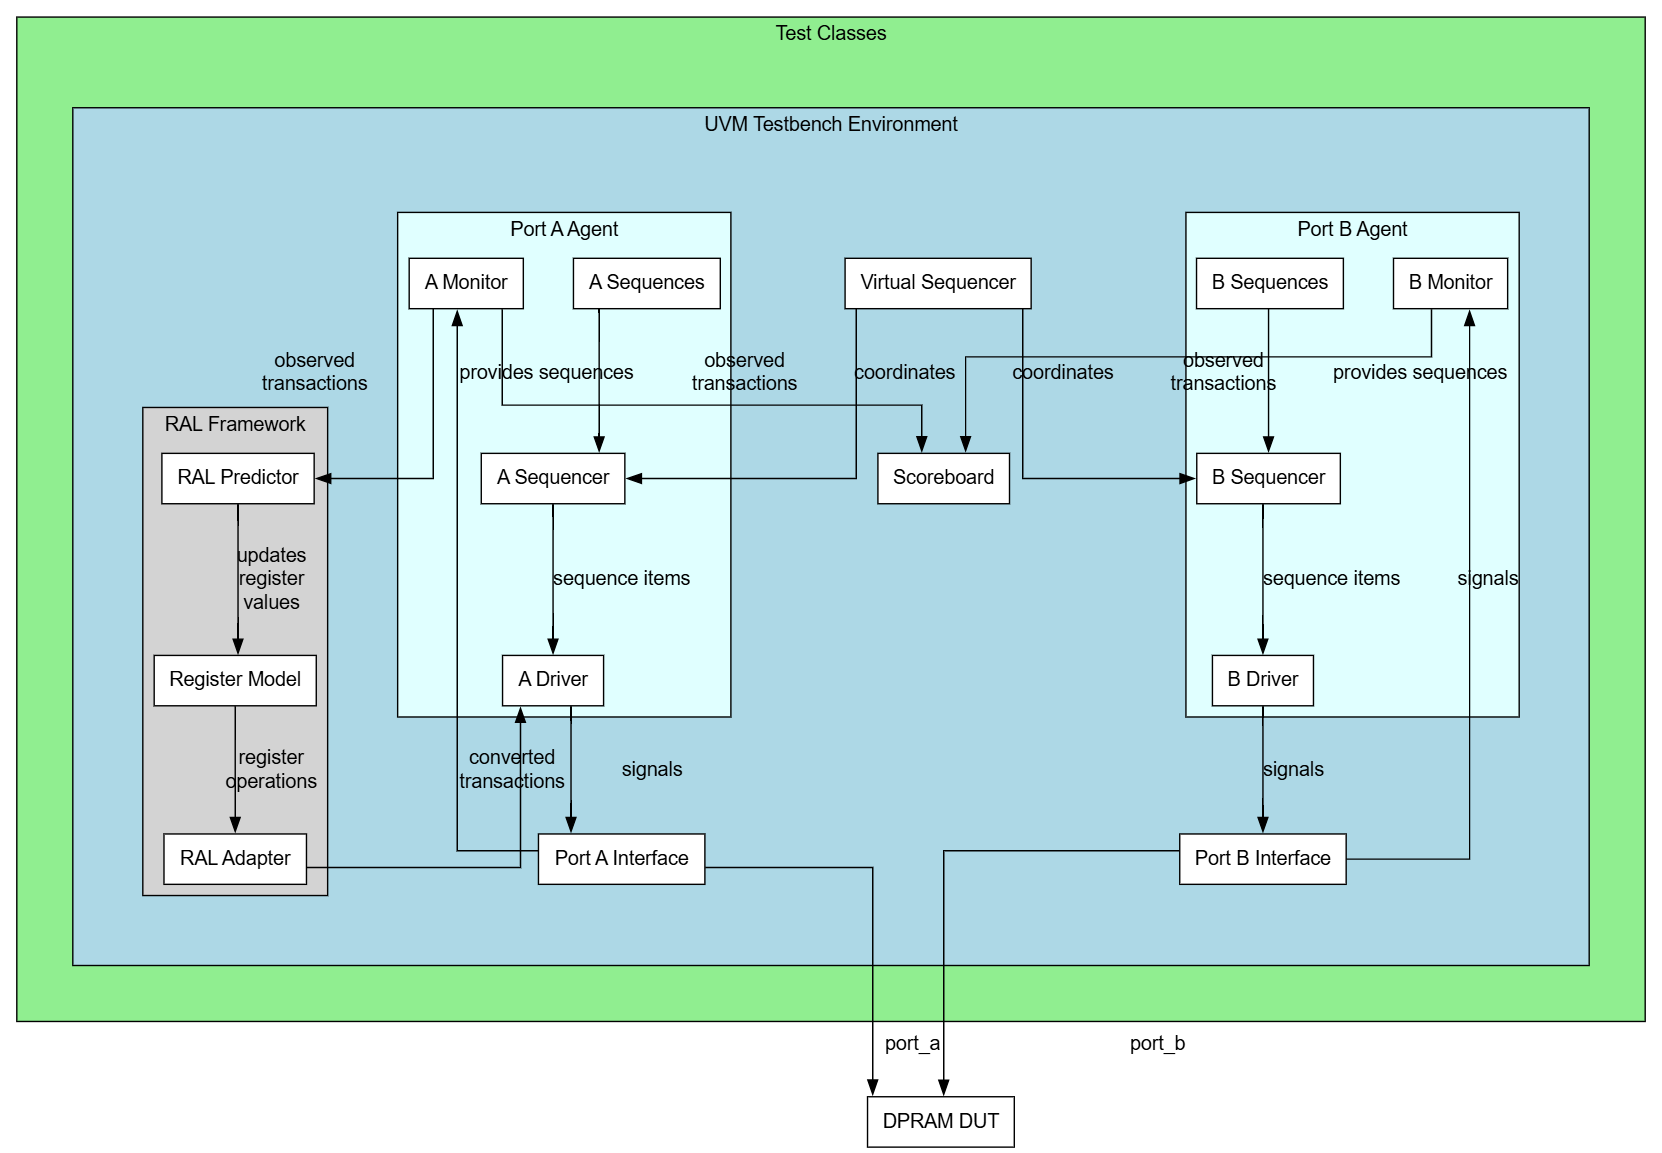 Test Classes
UVM Testbench Environment
Port A Agent
Port B Agent
A Monitor
A Sequences
Virtual Sequencer
B Sequences
B Monitor
observed
transactions
provides sequences
observed
transactions
coordinates
coordinates
observed
transactions
provides sequences
RAL Framework
RAL Predictor
A Sequencer
Scoreboard
B Sequencer
updates
register
values
sequence items
sequence items
signals
Register Model
A Driver
B Driver
register
operations
converted
transactions
signals
signals
RAL Adapter
Port A Interface
Port B Interface
port_a
port_b
DPRAM DUT